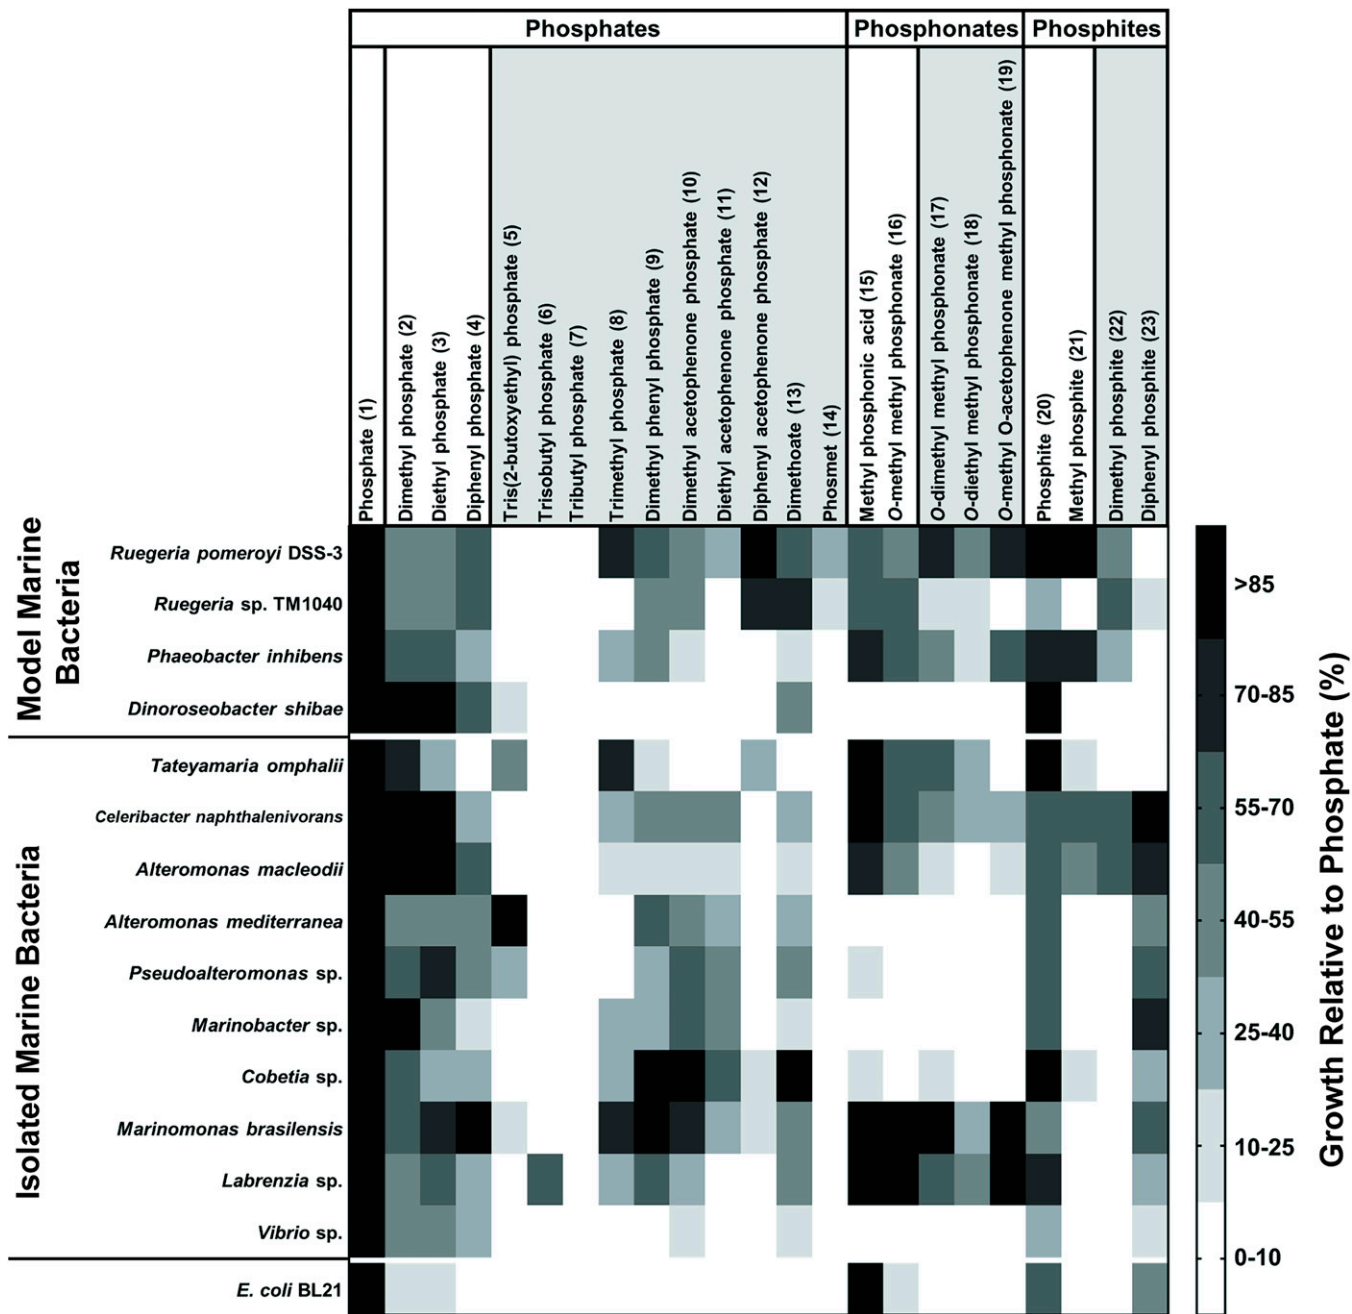 Phosphates Phosphonates Phosphites
Phosphate (1)
Dimethyl phosphate (2)
Diethyl phosphate (3)
Diphenyl phosphate (4)
Tris(2-butoxyethyl) phosphate (5)
Trisobutyl phosphate (6)
Tributyl phosphate (7)
Trimethyl phosphate (8)
Dimethyl phenyl phosphate (9)
Dimethyl acetophenone phosphate (10)
Diethyl acetophenone phosphate (11)
Diphenyl acetophenone phosphate (12)
Dimethoate (13)
Phosmet (14)
Methyl phosphonic acid (15)
O-methyl methyl phosphonate (16)
O-dimethyl methyl phosphonate (17)
O-diethyl methyl phosphonate (18)
O-methyl O-acetophenone methyl phosphonate (19)
Phosphite (20)
Methyl phosphite (21)
Dimethyl phosphite (22)
Diphenyl phosphite (23)
Model Marine
Bacteria
Ruegeria pomeroyi DSS-3
Ruegeria sp. TM1040
Phaeobacter inhibens
Dinoroseobacter shibae
Isolated Marine Bacteria
Tateyamaria omphalii
Celeribacter naphthalenivorans
Alteromonas macleodii
Alteromonas mediterranea
Pseudoalteromonas sp.
Marinobacter sp.
Cobetia sp.
Marinomonas brasilensis
Labrenzia sp.
Vibrio sp.
E. coli BL21
>85
70-85
55-70
40-55
25-40
10-25
0-10
Growth Relative to Phosphate (%)